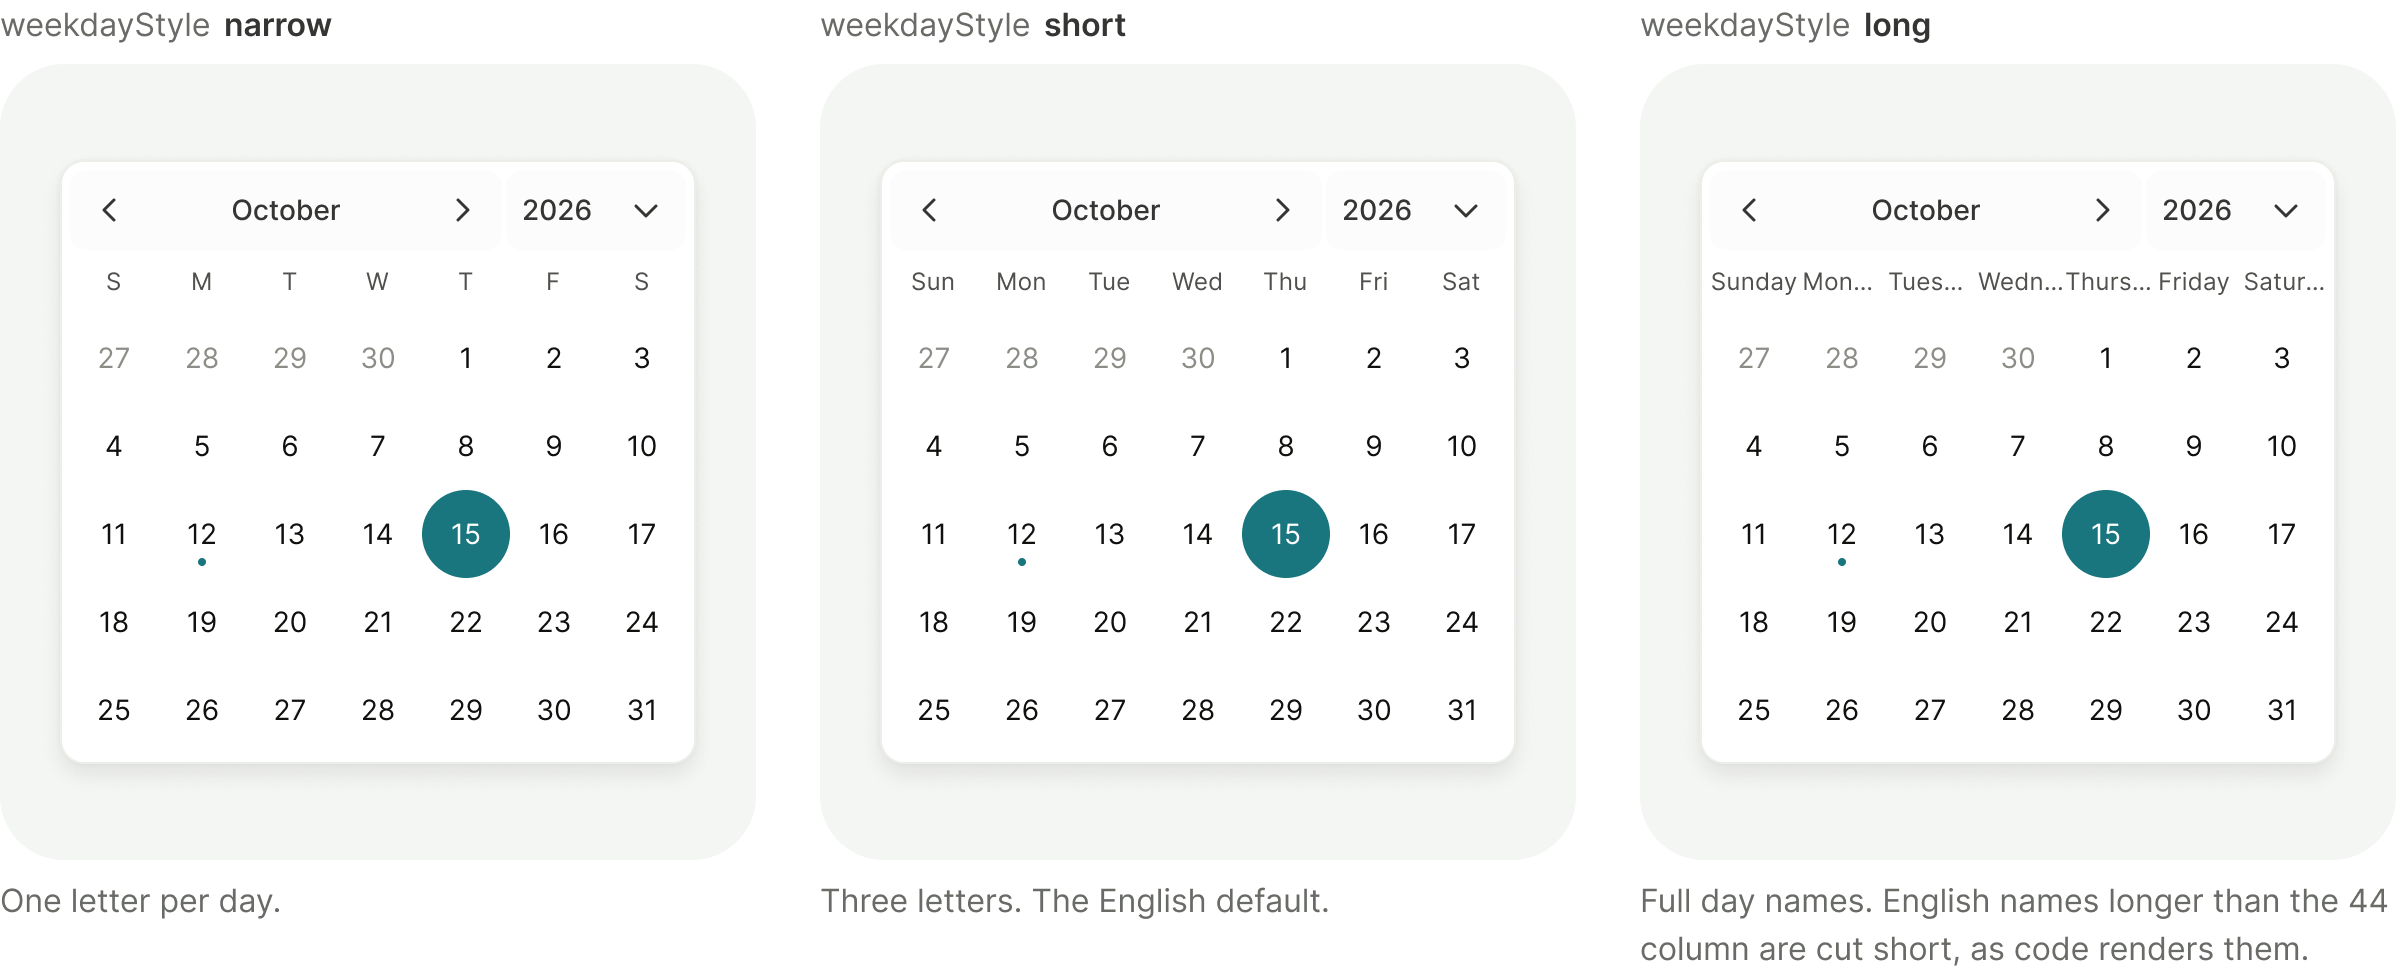 weekdayStyle narrow
October 2026
S M T W T F S
27 28 29 30 1 2 3
4 5 6 7 8 9 10
11 12 13 14 15 16 17
18 19 20 21 22 23 24
25 26 27 28 29 30 31
One letter per day.
weekdayStyle short
October 2026
Sun Mon Tue Wed Thu Fri Sat
27 28 29 30 1 2 3
4 5 6 7 8 9 10
11 12 13 14 15 16 17
18 19 20 21 22 23 24
25 26 27 28 29 30 31
Three letters. The English default.
weekdayStyle long
October 2026
Sunday Mon... Tues... Wedn... Thurs... Friday Satur...
27 28 29 30 1 2 3
4 5 6 7 8 9 10
11 12 13 14 15 16 17
18 19 20 21 22 23 24
25 26 27 28 29 30 31
Full day names. English names longer than the 44
column are cut short, as code renders them.